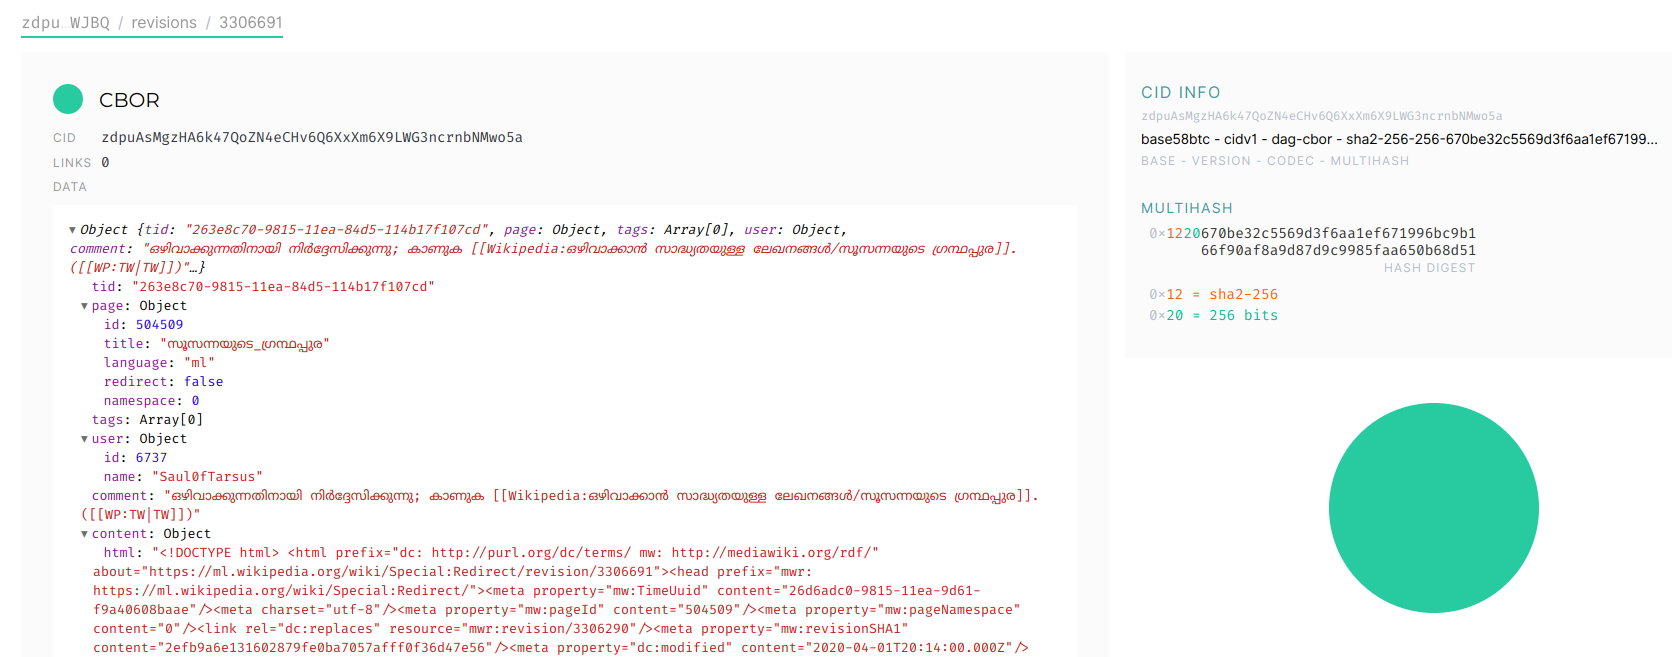 zdpu…WJBQ / revisions / 3306691
CBOR
CID zdpuAsMgzHA6k47QoZN4eCHv6Q6XxXm6X9LWG3ncrnbNMwo5a
LINKS 0
DATA
▼Object {tid: "263e8c70-9815-11ea-84d5-114b17f107cd", page: Object, tags: Array[0], user: Object,
comment: "ഒഴിവാക്കുന്നതിനായി നിർദ്ദേസിക്കുന്നു; കാണുക [[Wikipedia:ഒഴിവാക്കാൻ സാദ്ധ്യതയുള്ള ലേഖനങ്ങൾ/സൂസന്നയുടെ ഗ്രന്ഥപ്പുര]].
([[WP:TW|TW]])"…}
tid: "263e8c70-9815-11ea-84d5-114b17f107cd"
▼page: Object
id: 504509
title: "സൂസന്നയുടെ_ഗ്രന്ഥപ്പുര"
language: "ml"
redirect: false
namespace: 0
tags: Array[0]
▼user: Object
id: 6737
name: "Saul0fTarsus"
comment: "ഒഴിവാക്കുന്നതിനായി നിർദ്ദേസിക്കുന്നു; കാണുക [[Wikipedia:ഒഴിവാക്കാൻ സാദ്ധ്യതയുള്ള ലേഖനങ്ങൾ/സൂസന്നയുടെ ഗ്രന്ഥപ്പുര]].
([[WP:TW|TW]])"
▼content: Object
html: "<!DOCTYPE html> <html prefix="dc: http://purl.org/dc/terms/ mw: http://mediawiki.org/rdf/"
about="https://ml.wikipedia.org/wiki/Special:Redirect/revision/3306691"><head prefix="mwr:
https://ml.wikipedia.org/wiki/Special:Redirect/"><meta property="mw:TimeUuid" content="26d6adc0-9815-11ea-9d61-
f9a40608baae"/><meta charset="utf-8"/><meta property="mw:pageId" content="504509"/><meta property="mw:pageNamespace"
content="0"/><link rel="dc:replaces" resource="mwr:revision/3306290"/><meta property="mw:revisionSHA1"
content="2efb9a6e131602879fe0ba7057afff0f36d47e56"/><meta property="dc:modified" content="2020-04-01T20:14:00.000Z"/>
CID INFO
zdpuAsMgzHA6k47QoZN4eCHv6Q6XxXm6X9LWG3ncrnbNMwo5a
base58btc - cidv1 - dag-cbor - sha2-256-256-670be32c5569d3f6aa1ef67199...
BASE - VERSION - CODEC - MULTIHASH
MULTIHASH
0×1220670be32c5569d3f6aa1ef671996bc9b1
66f90af8a9d87d9c9985faa650b68d51
HASH DIGEST
0×12 = sha2-256
0×20 = 256 bits